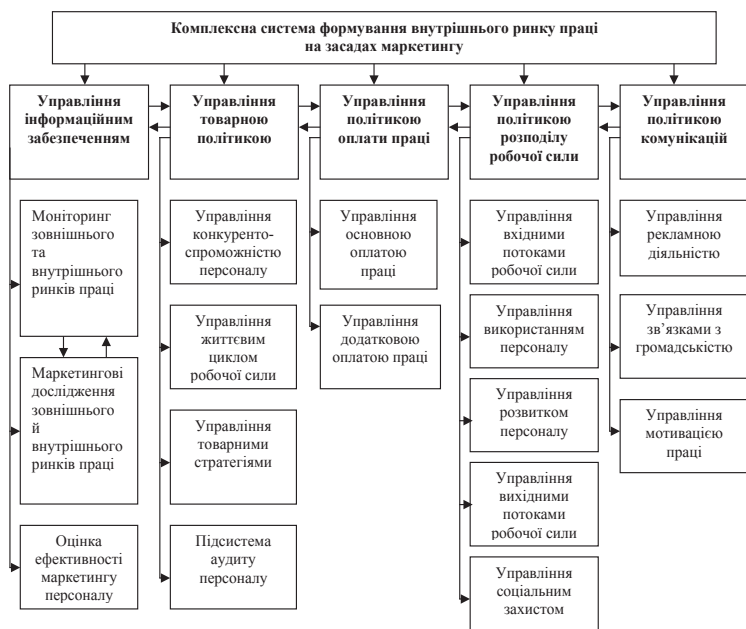 Комплексна система формування внутрішнього ринку праці
на засадах маркетингу
Управління
інформаційним
забезпеченням
Управління
товарною
політикою
Управління
політикою
оплати праці
Управління
політикою
розподілу
робочої сили
Управління
політикою
комунікацій
Моніторинг
зовнішнього
та
внутрішнього
ринків праці
Маркетингові
дослідження
зовнішнього
й
внутрішнього
ринків праці
Оцінка
ефективності
маркетингу
персоналу
Управління
конкуренто-
спроможністю
персоналу
Управління
життєвим
циклом
робочої сили
Управління
товарними
стратегіями
Підсистема
аудиту
персоналу
Управління
основною
оплатою
праці
Управління
додатковою
оплатою праці
Управління
вхідними
потоками
робочої сили
Управління
використанням
персоналу
Управління
розвитком
персоналу
Управління
вихідними
потоками
робочої сили
Управління
соціальним
захистом
Управління
рекламною
діяльністю
Управління
зв’язками з
громадськістю
Управління
мотивацією
праці